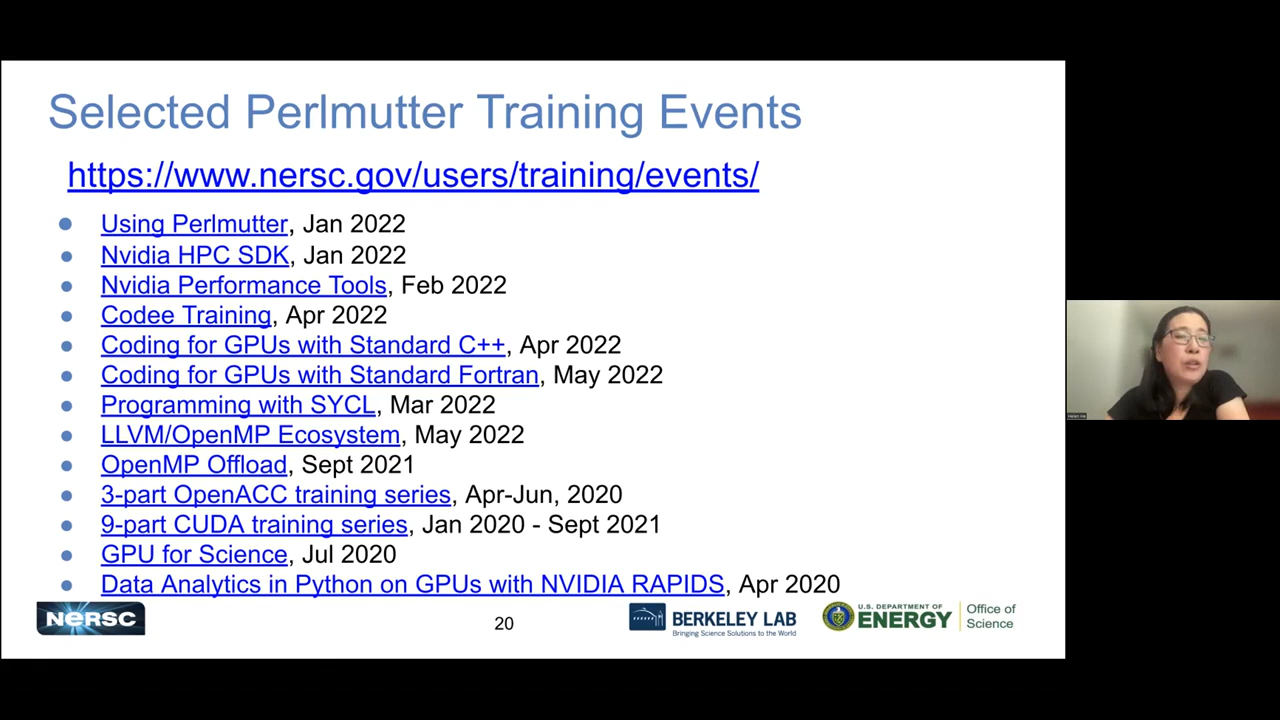 Selected Perlmutter Training Events
https://www.nersc.gov/users/training/events/
Using Perlmutter, Jan 2022
Nvidia HPC SDK, Jan 2022
Nvidia Performance Tools, Feb 2022
Codee Training, Apr 2022
Coding for GPUs with Standard C++, Apr 2022
Coding for GPUs with Standard Fortran, May 2022
Programming with SYCL, Mar 2022
LLVM/OpenMP Ecosystem, May 2022
OpenMP Offload, Sept 2021
3-part OpenACC training series, Apr-Jun, 2020
9-part CUDA training series, Jan 2020 - Sept 2021
GPU for Science, Jul 2020
Data Analytics in Python on GPUs with NVIDIA RAPIDS, Apr 2020
NERSC
20
BERKELEY LAB
Bringing Science Solutions to the World
U.S. DEPARTMENT OF
ENERGY
Office of
Science
Helen He